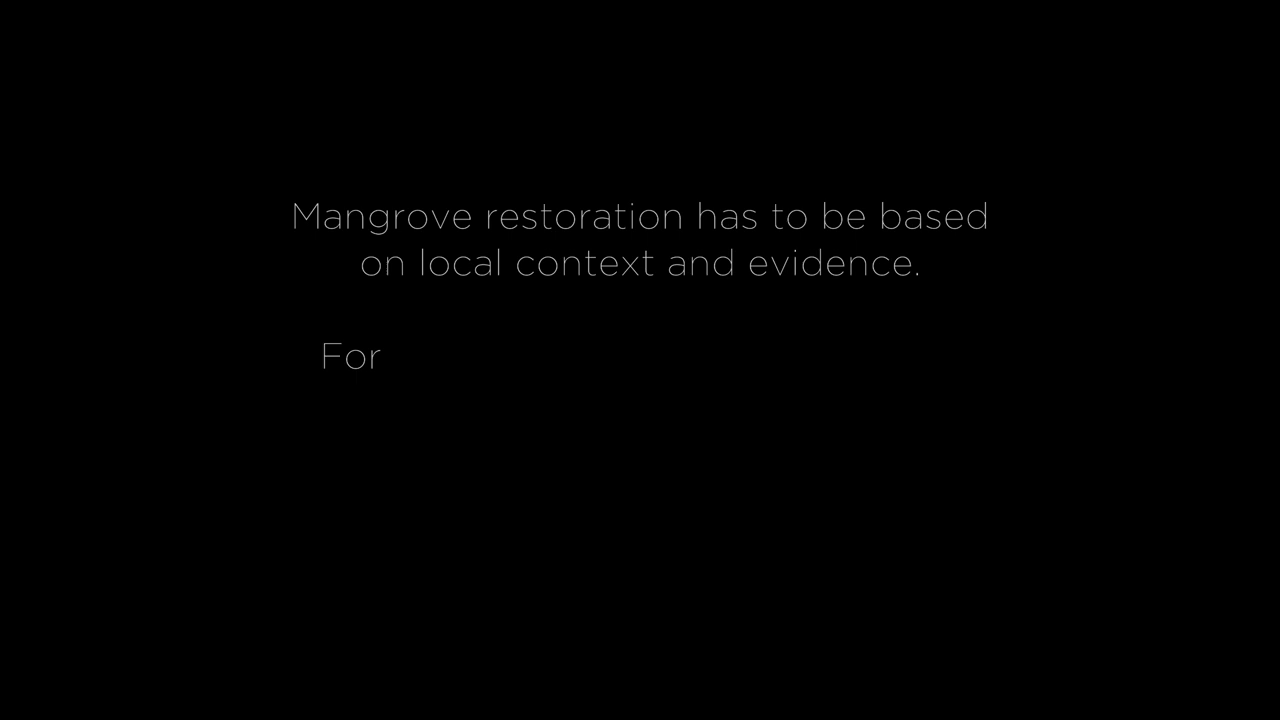 Mangrove restoration has to be based
on local context and evidence.
For